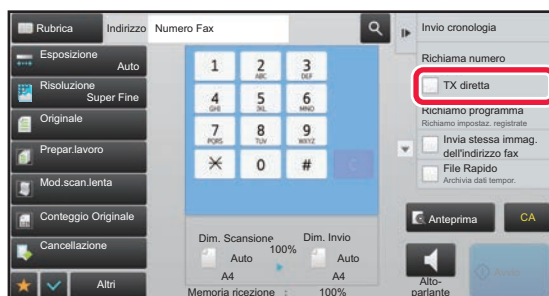 Rubrica
Indirizzo
Numero Fax
Esposizione
Auto
Risoluzione
Super Fine
Originale
Prepar.lavoro
Mod.scan.lenta
Conteggio Originale
Cancellazione
Altri
1
2
ABC
3
DEF
4
GHI
5
JKL
6
MNO
7
PQRS
8
TUV
9
WXYZ
0
#
C
Dim. Scansione
100%
Dim. Invio
Auto
Auto
A4
A4
Memoria ricezione : 100%
Invio cronologia
Richiama numero
TX diretta
Richiamo programma
Richiamo impostaz. registrate
Invia stessa immag.
dell'indirizzo fax
File Rapido
Archivia dati tempor.
Anteprima
CA
Alto-
parlante